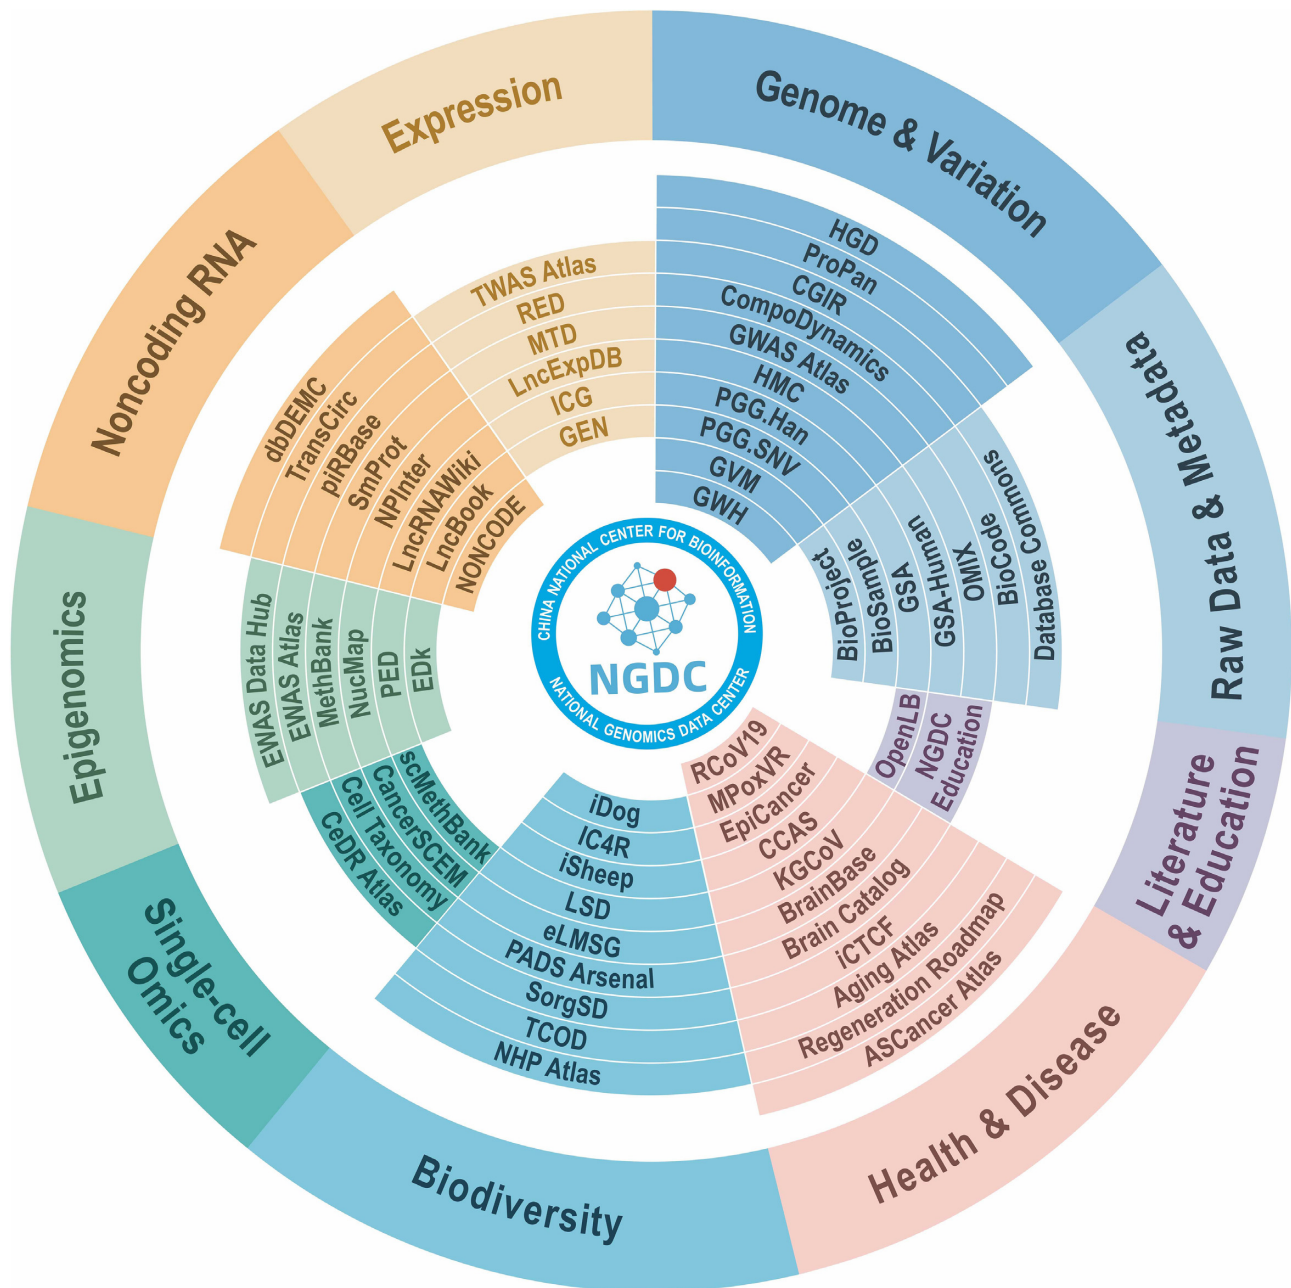 Genome & Variation
HGD
ProPan
CGIR
CompoDynamics
GWAS Atlas
HMC
PGG.Han
PGG.SNV
GVM
GWH
Raw Data & Metadata
BioProject
BioSample
GSA
GSA-Human
OMIX
BioCode
Database Commons
Literature
& Education
OpenLB
NGDC
Education
Health & Disease
RCoV19
MPoxVR
EpiCancer
CCAS
KGCoV
BrainBase
Brain Catalog
iCTCF
Aging Atlas
Regeneration Roadmap
ASCancer Atlas
Biodiversity
iDog
IC4R
iSheep
LSD
eLMSG
PADS Arsenal
SorgSD
TCOD
NHP Atlas
Single-cell
Omics
scMethBank
CancerSCEM
Cell Taxonomy
CeDR Atlas
Epigenomics
EWAS Data Hub
EWAS Atlas
MethBank
NucMap
PED
EDk
Noncoding RNA
dbDEMC
TransCirc
piRBase
SmProt
NPInter
LncRNAWiki
LncBook
NONCODE
Expression
TWAS Atlas
RED
MTD
LncExpDB
ICG
GEN
CHINA NATIONAL CENTER FOR BIOINFORMATION
NGDC
NATIONAL GENOMICS DATA CENTER